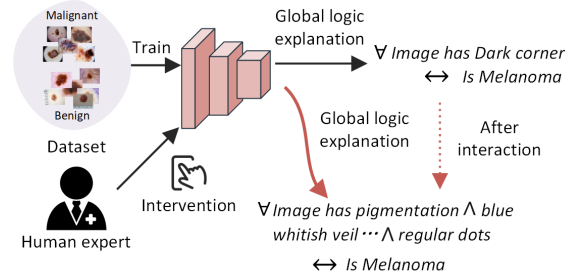 Malignant
Benign
Dataset
Train
Global logic
explanation
∀ Image has Dark corner
↔ Is Melanoma
Global logic
explanation
After
interaction
Intervention
Human expert
∀ Image has pigmentation ∧ blue
whitish veil ··· ∧ regular dots
↔ Is Melanoma